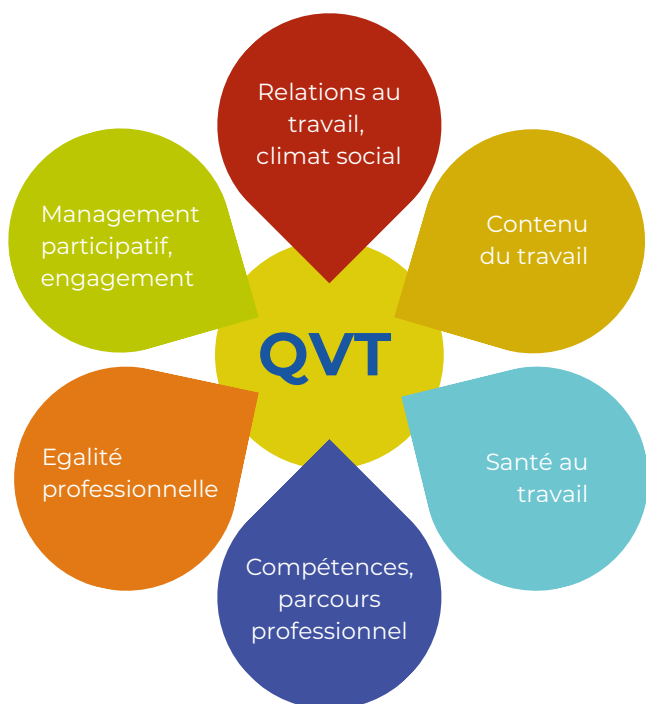 Relations au
travail,
climat social
Contenu
du travail
Santé au
travail
Compétences,
parcours
professionnel
Egalité
professionnelle
Management
participatif,
engagement
QVT